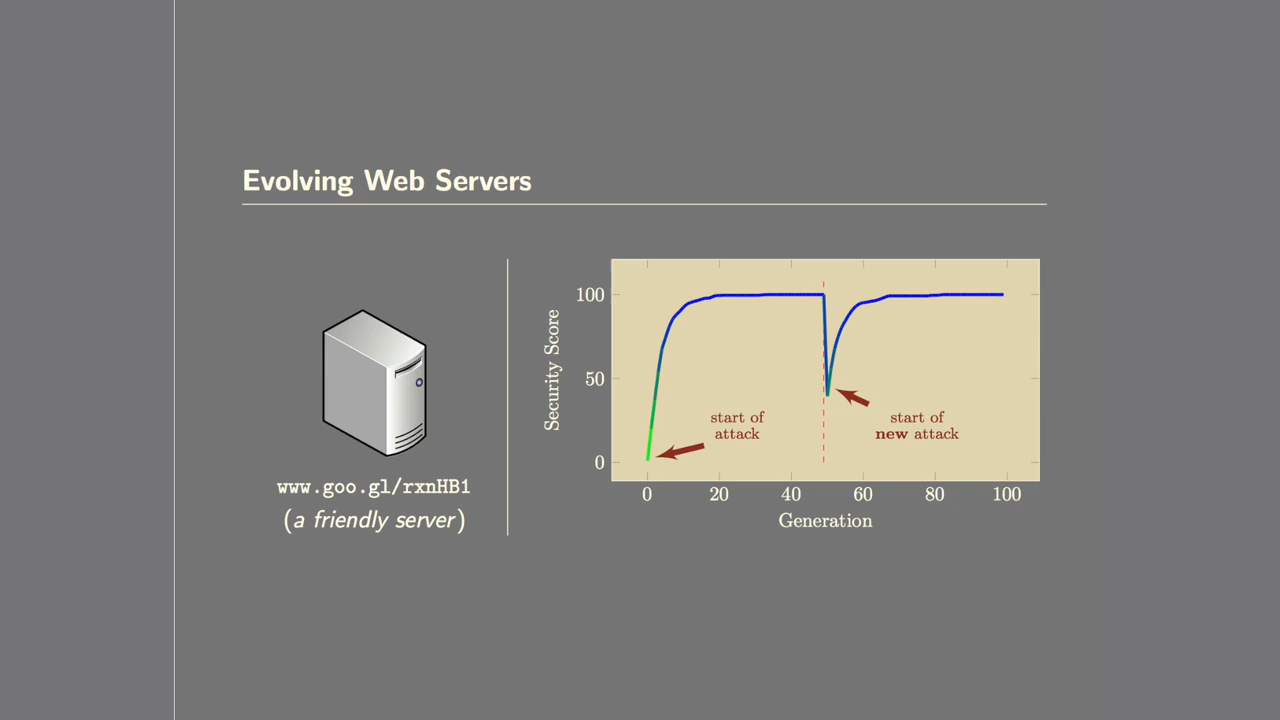 Evolving Web Servers
www.goo.gl/rxnHB1
(a friendly server)
Security Score
100
50
0
start of
attack
start of
new attack
0 20 40 60 80 100
Generation